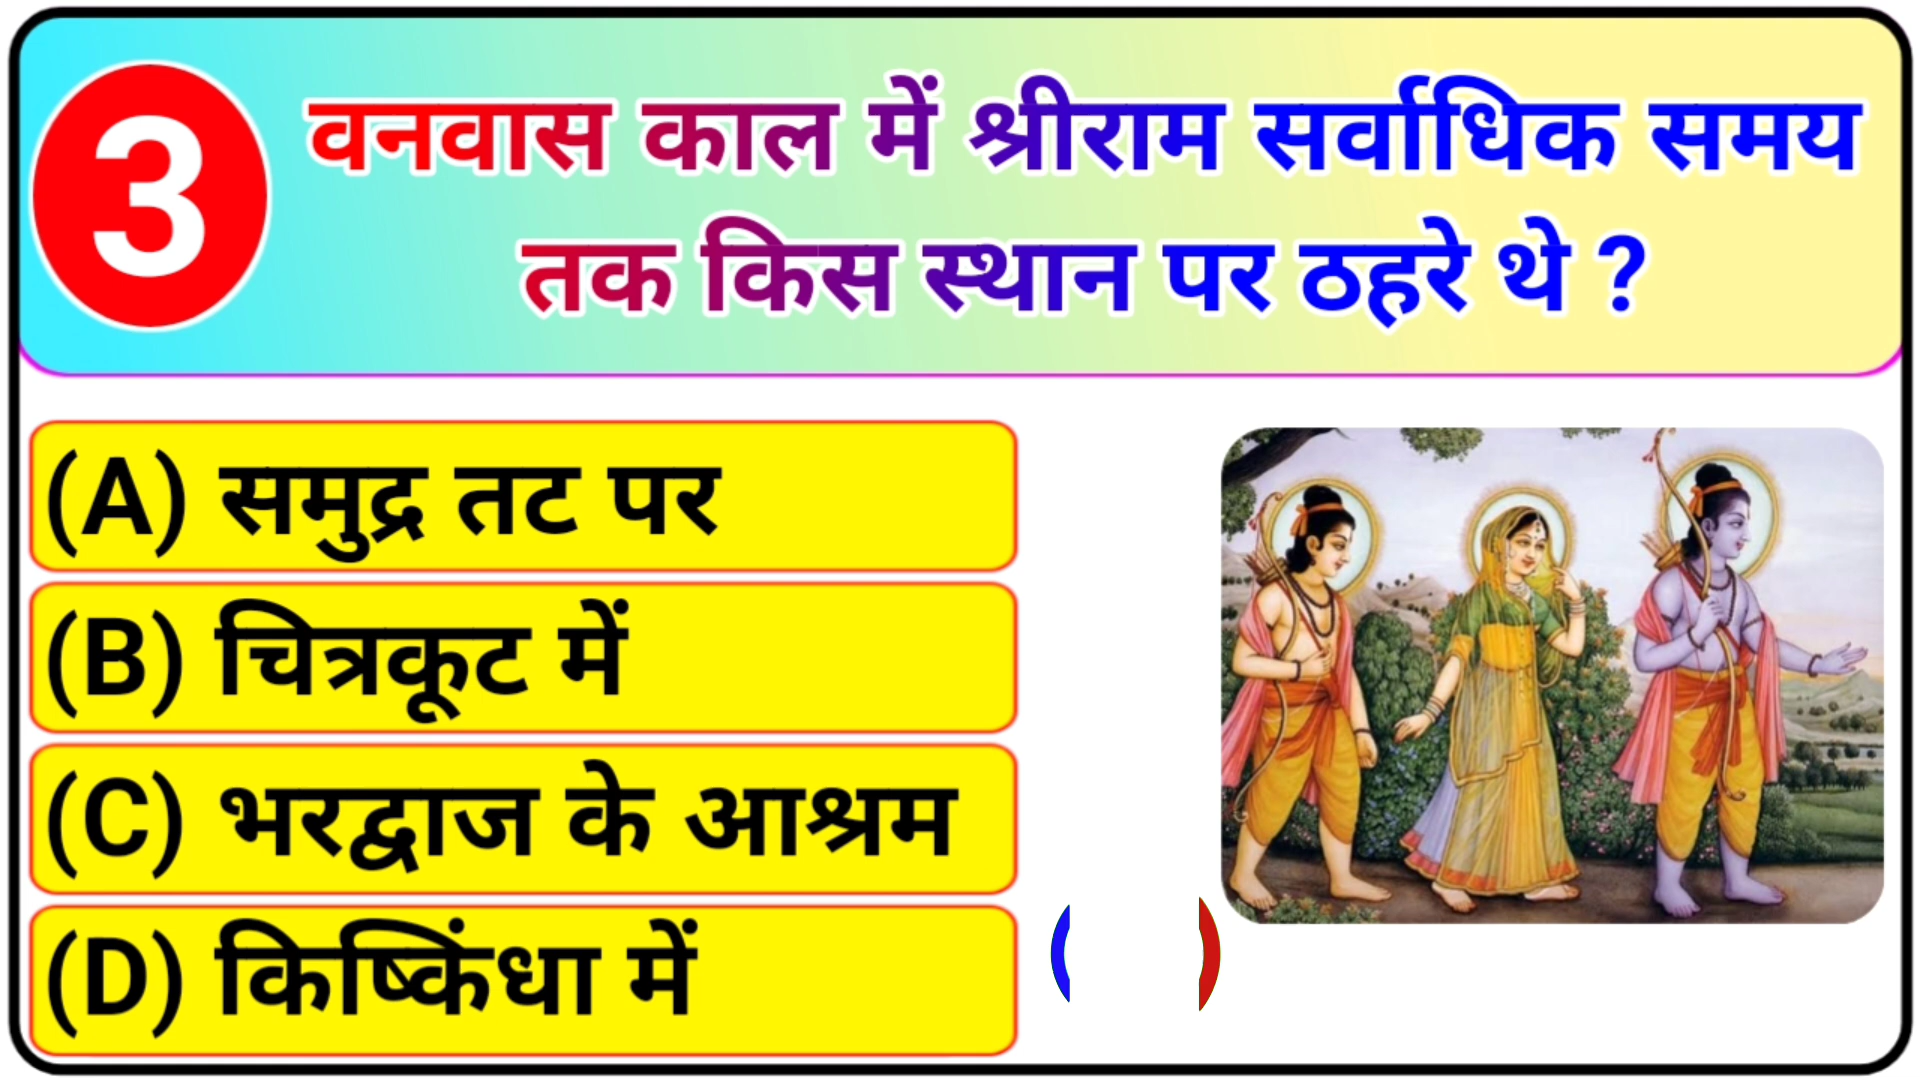 3
वनवास काल में श्रीराम सर्वाधिक समय
तक किस स्थान पर ठहरे थे ?
(A) समुद्र तट पर
(B) चित्रकूट में
(C) भरद्वाज के आश्रम
(D) किष्किंधा में
( )